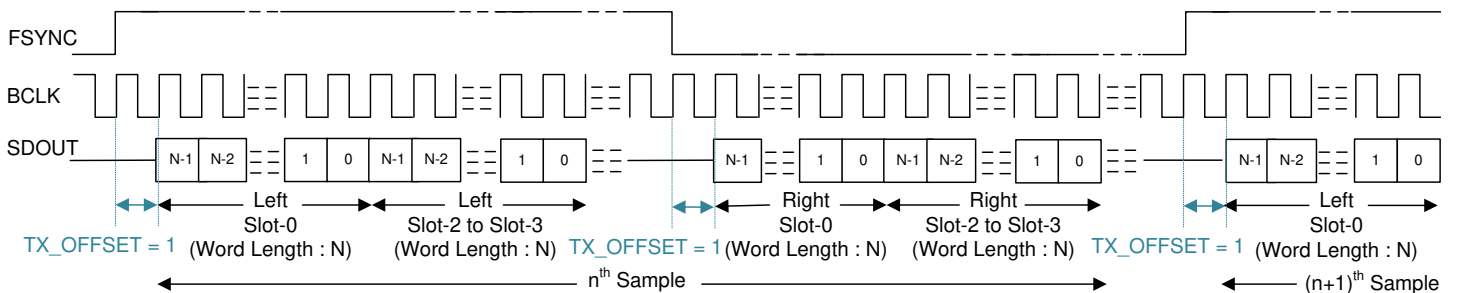 FSYNC
BCLK
SDOUT
N-1 N-2 1 0 N-1 N-2 1 0 N-1 1 0 N-1 N-2 1 0 N-1 N-2 1 0
Left Left Right Right Left
Slot-0 Slot-2 to Slot-3 Slot-0 Slot-2 to Slot-3 Slot-0
TX_OFFSET = 1 (Word Length : N) (Word Length : N) TX_OFFSET = 1 (Word Length : N) (Word Length : N) TX_OFFSET = 1 (Word Length : N)
nth Sample (n+1)th Sample